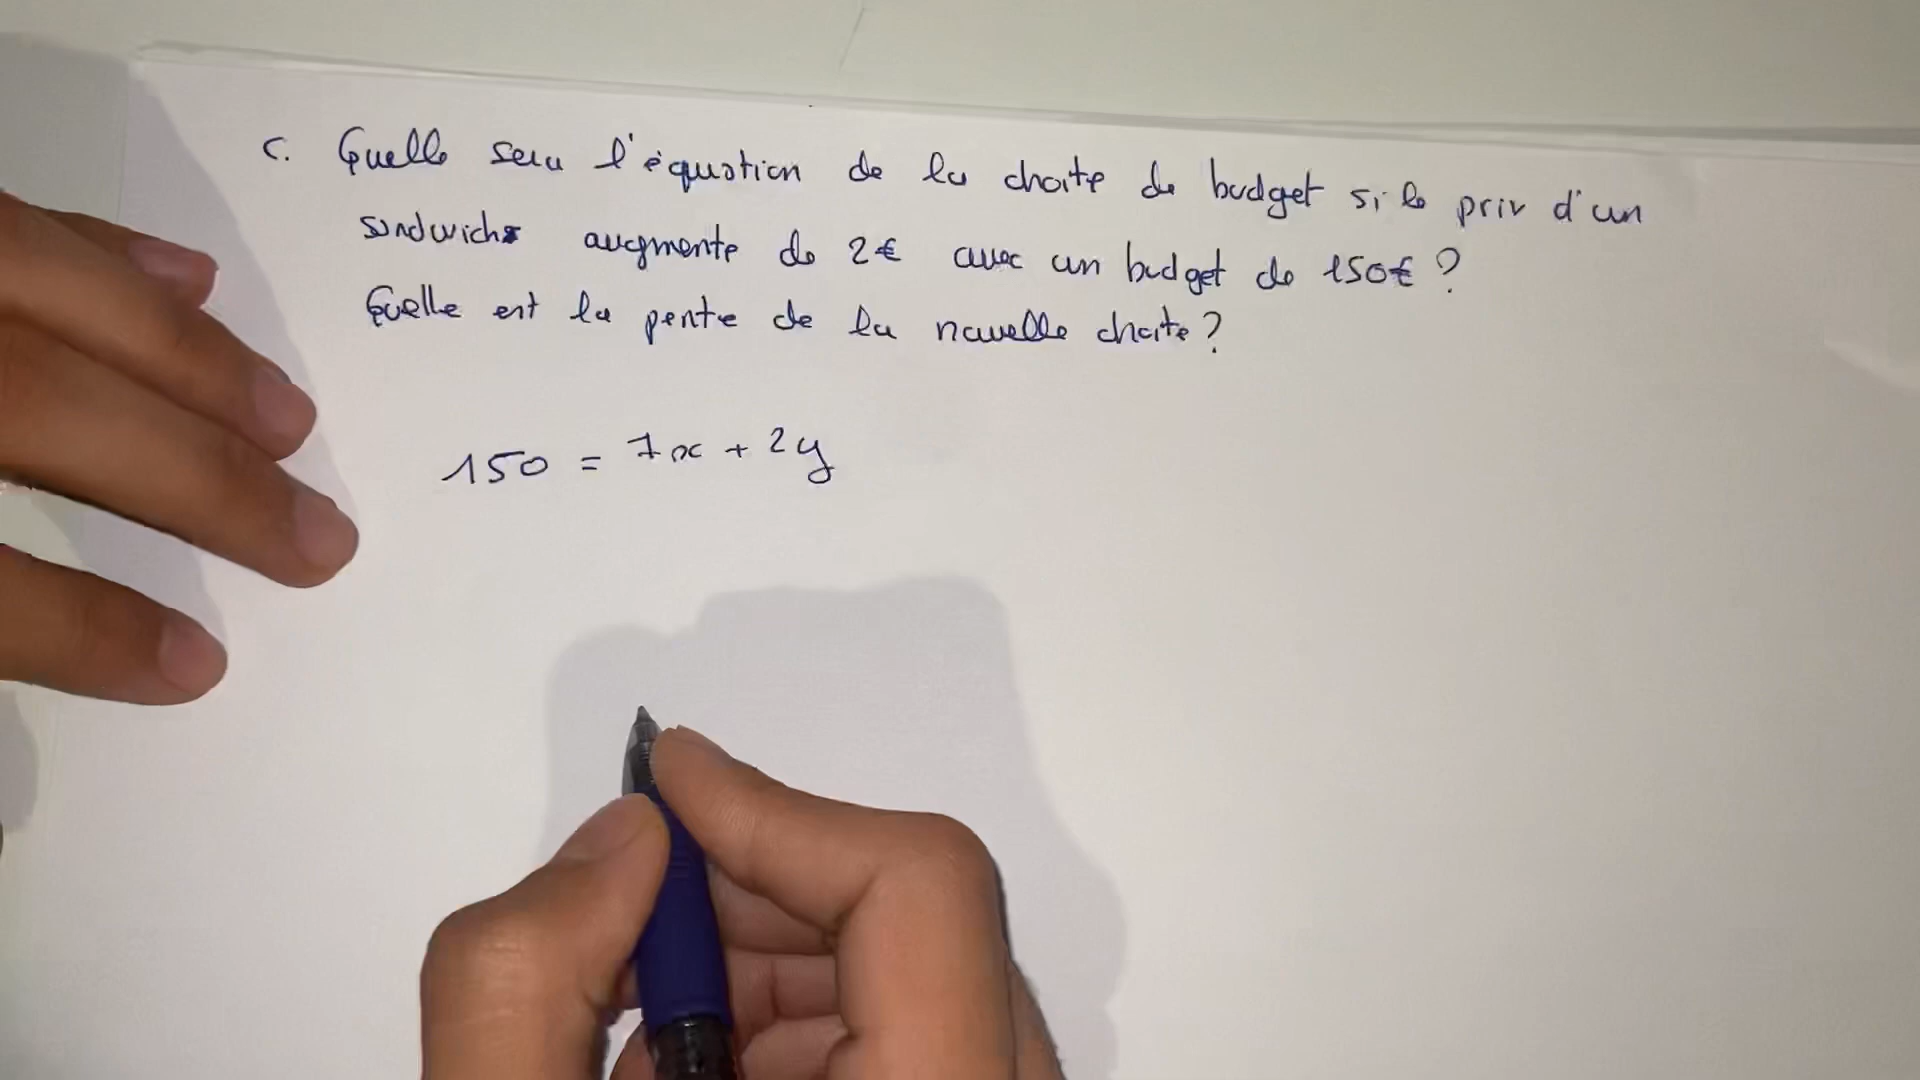 c. Quelle sera l'équation de la droite de budget si le prix d'un
sandwichs augmente de 2€ avec un budget de 150€ ?
Quelle est la pente de la nouvelle droite ?
150 = 7x + 2y